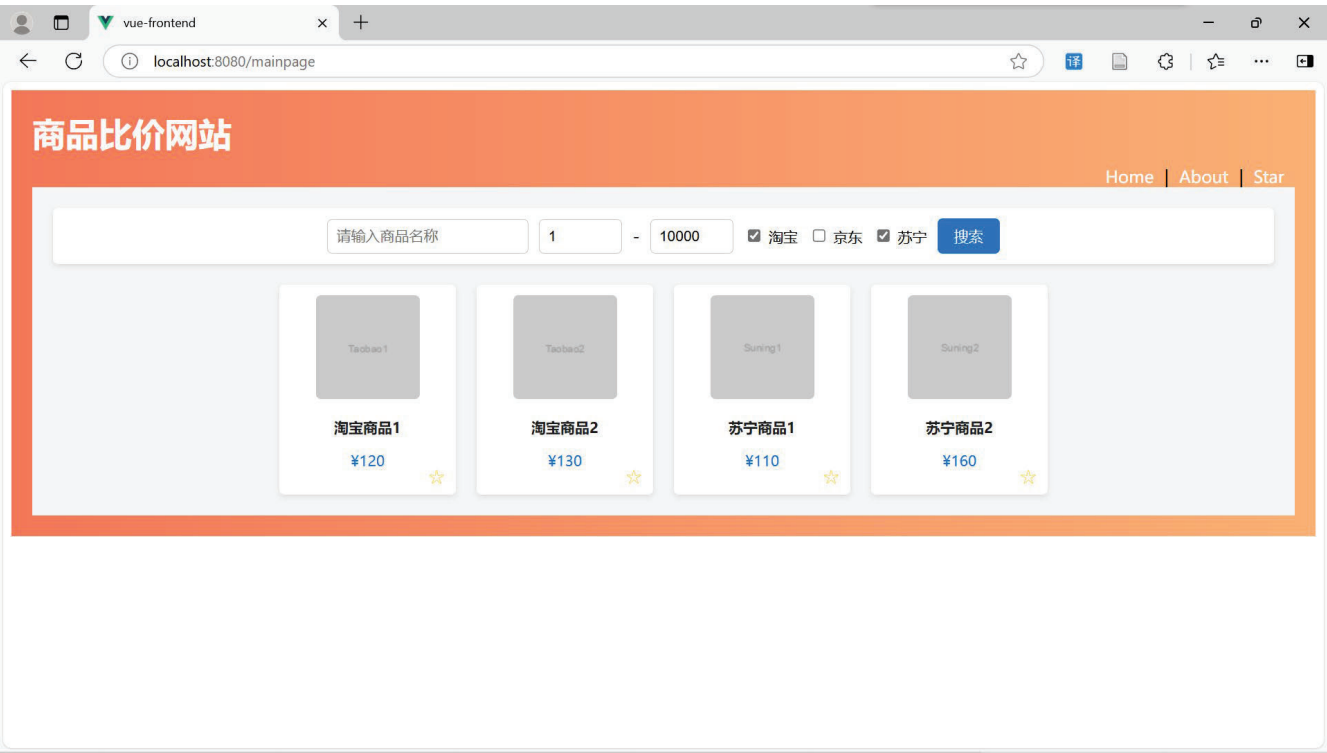 vue-frontend
localhost:8080/mainpage
译
商品比价网站
Home | About | Star
请输入商品名称 1 - 10000 淘宝 京东 苏宁 搜索
Taobao1 Taobao2 Suning1 Suning2
淘宝商品1 淘宝商品2 苏宁商品1 苏宁商品2
¥120 ¥130 ¥110 ¥160